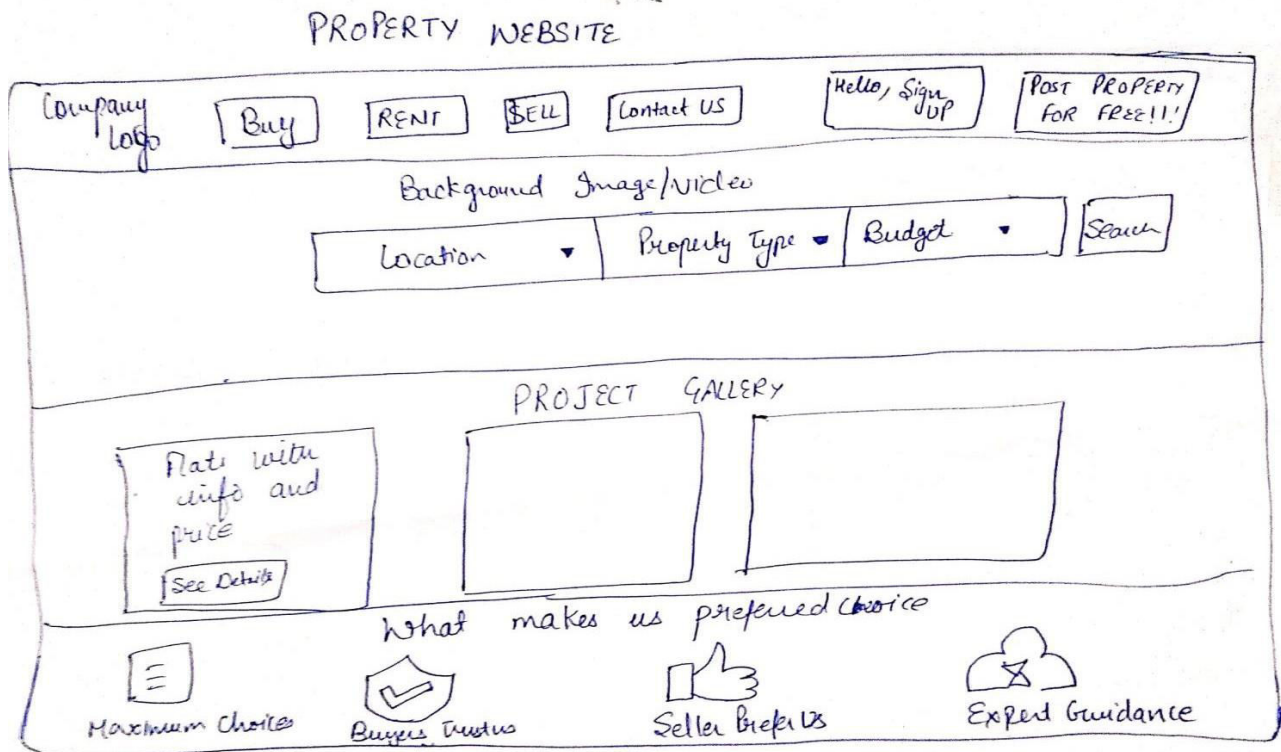 PROPERTY WEBSITE
Company
Logo
Buy
RENT
SELL
Contact US
Hello, Sign
UP
POST PROPERTY
FOR FREE!!!
Background Image/video
Location
Property Type
Budget
Search
PROJECT GALLERY
Flats with
info and
price
See Details
What makes us preferred choice
Maximum Choices
Buyers Trust us
Seller Prefer Us
Expert Guidance